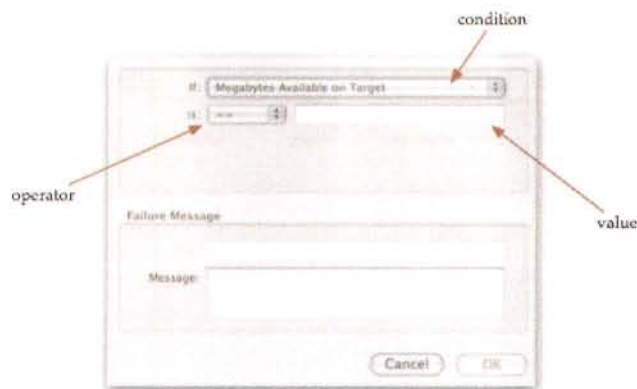 condition
If: Megabytes Available on Target
is: ==
operator
value
Failure Message
Message:
Cancel OK